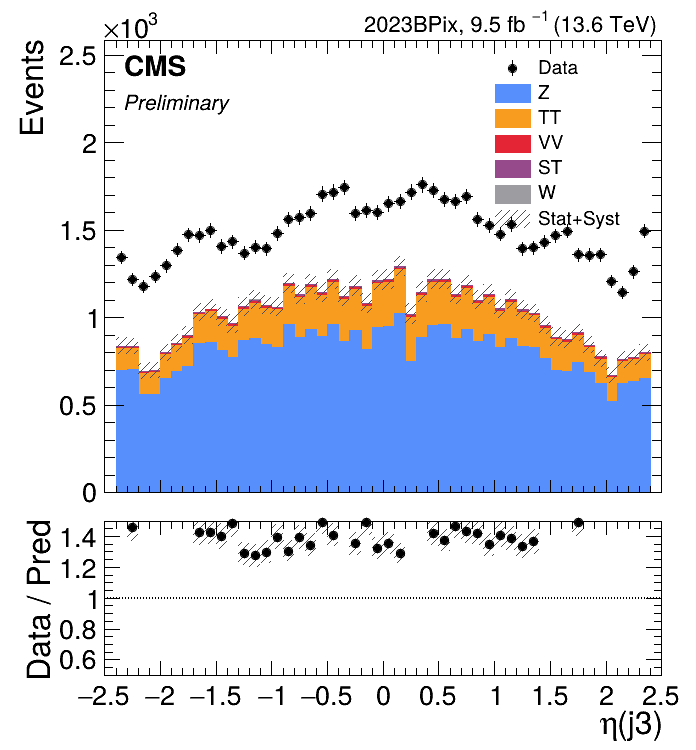 ×10³
2023BPix, 9.5 fb ⁻¹ (13.6 TeV)
Events
CMS
Preliminary
Data
Z
TT
VV
ST
W
Stat+Syst
2.5
2
1.5
1
0.5
0
Data / Pred
1.4
1.2
1
0.8
0.6
−2.5 −2 −1.5 −1 −0.5 0 0.5 1 1.5 2 2.5
η(j3)